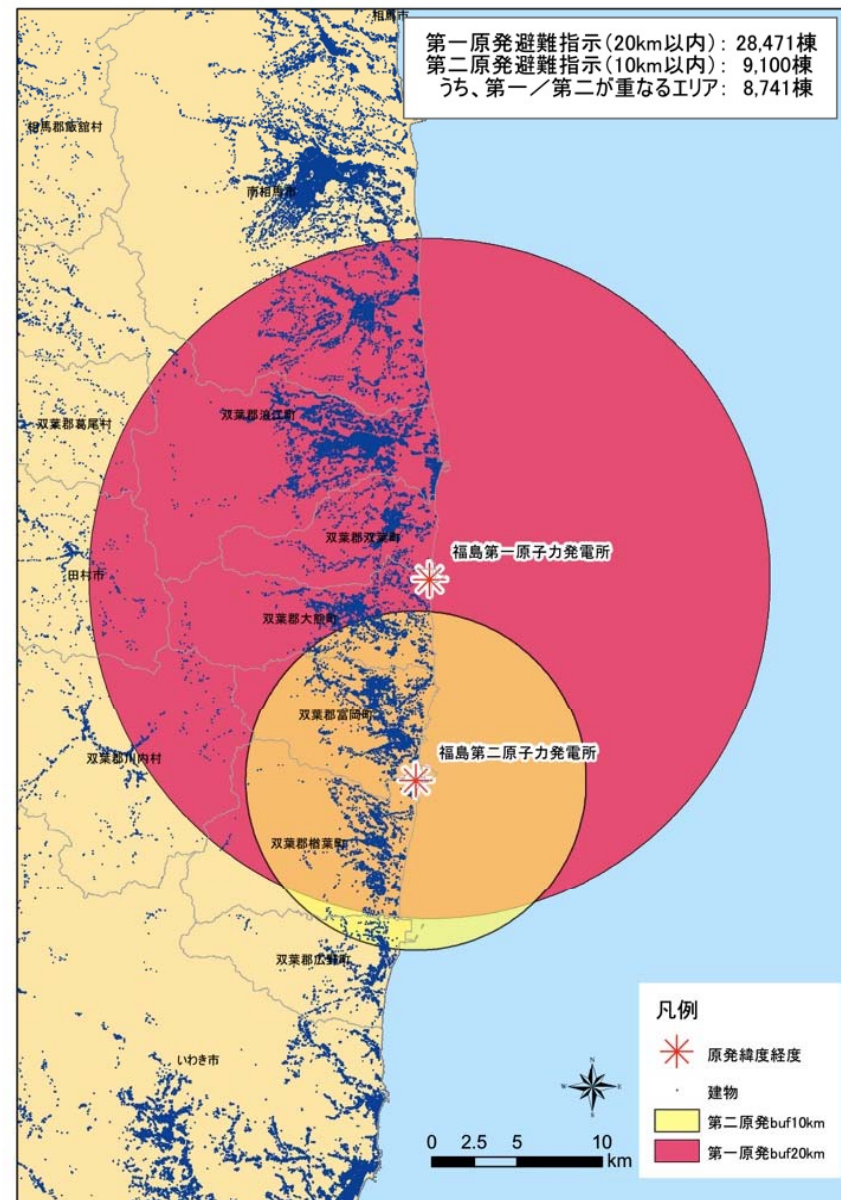 相馬市
第一原発避難指示(20km以内): 28,471棟
第二原発避難指示(10km以内): 9,100棟
うち、第一/第二が重なるエリア: 8,741棟
相馬郡飯舘村
南相馬市
双葉郡浪江町
双葉郡葛尾村
双葉郡双葉町
福島第一原子力発電所
田村市
双葉郡大熊町
双葉郡富岡町
福島第二原子力発電所
双葉郡川内村
双葉郡楢葉町
双葉郡広野町
いわき市
凡例
原発緯度経度
建物
第二原発buf10km
第一原発buf20km
N
W E
S
0 2.5 5 10
km